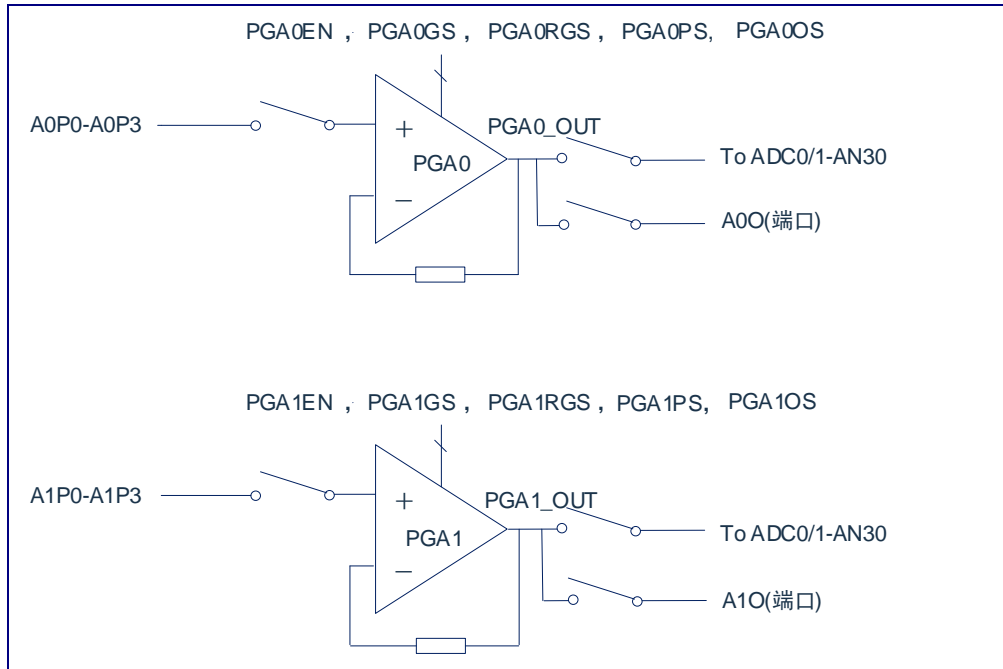 PGA0EN ， PGA0GS ， PGA0RGS ，PGA0PS, PGA0OS
A0P0-A0P3
+
PGA0_OUT
PGA0
To ADC0/1-AN30
−
A0O(端口)
PGA1EN ， PGA1GS ， PGA1RGS ，PGA1PS, PGA1OS
A1P0-A1P3
+
PGA1_OUT
PGA1
To ADC0/1-AN30
−
A1O(端口)